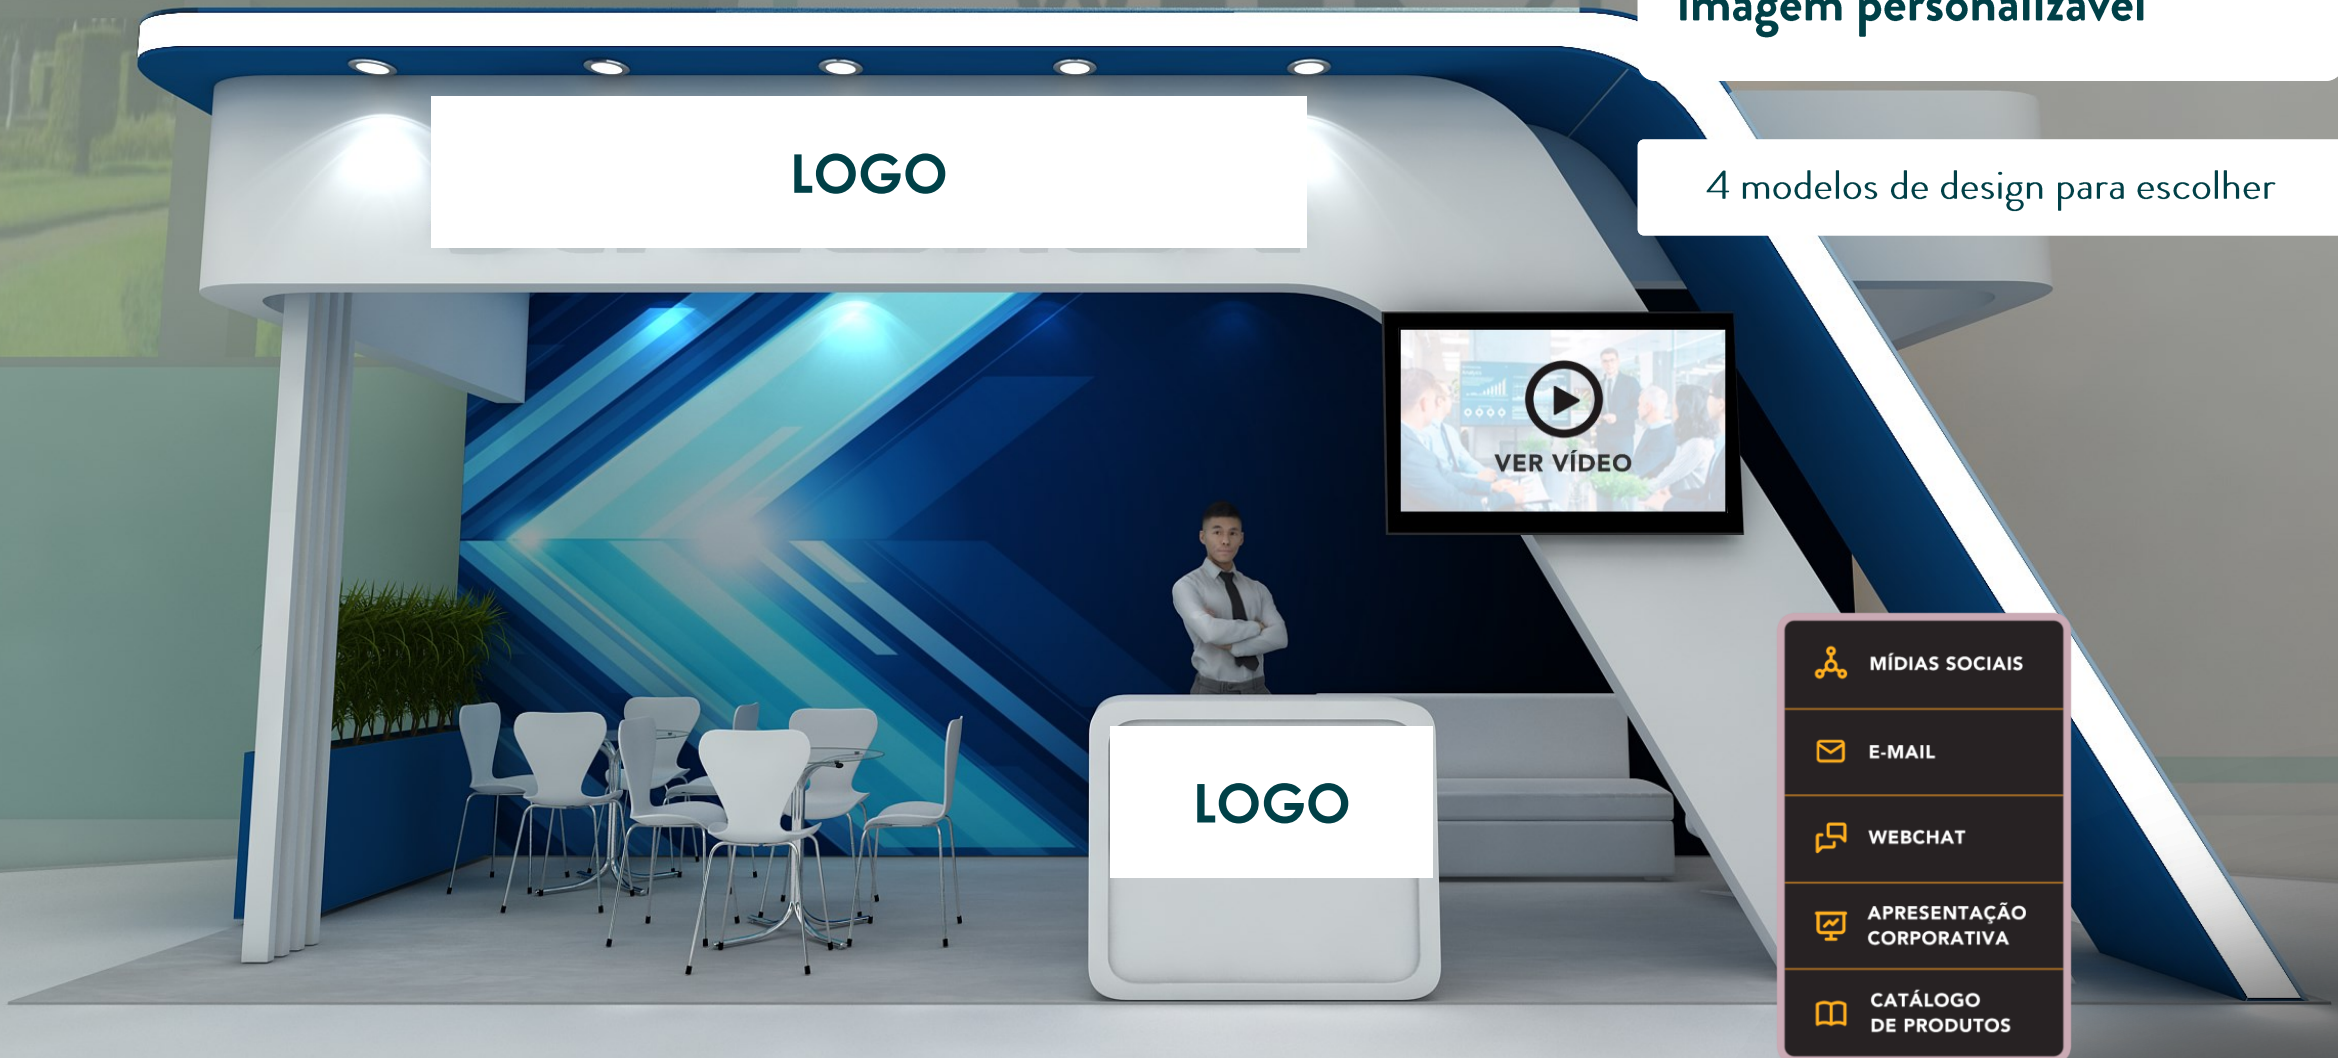 Imagem personalizável
LOGO
4 modelos de design para escolher
VER VÍDEO
LOGO
MÍDIAS SOCIAIS
E-MAIL
WEBCHAT
APRESENTAÇÃO
CORPORATIVA
CATÁLOGO
DE PRODUTOS